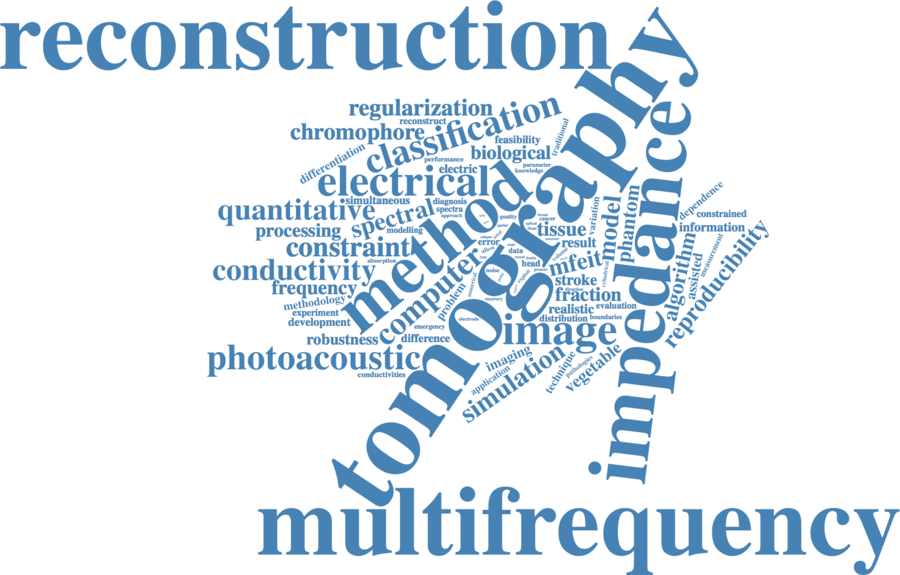 reconstruction
tomography
regularization
reconstruct
classification
traditional
chromophore
feasibility
impedance
differentiation
performance
biological
electric
parameter
knowledge
electrical
method
simultaneous
diagnosis
quantitative
spectral
spectra
approach
quality
variation
model
phantom
dependence
constrained
processing
modelling
tissue
information
cancer
constraint
error
result
data
absorption
conductivity
computer
head
mfeit
algorithm
assisted
measurement
reproducibility
frequency
noise
stroke
methodology
problem
fraction
experiment
recovery
realistic
evaluation
development
electrode
distribution
boundaries
emergency
robustness
difference
image
photoacoustic
imaging
conductivities
application
simulation
technique
pathologies
vegetable
multifrequency